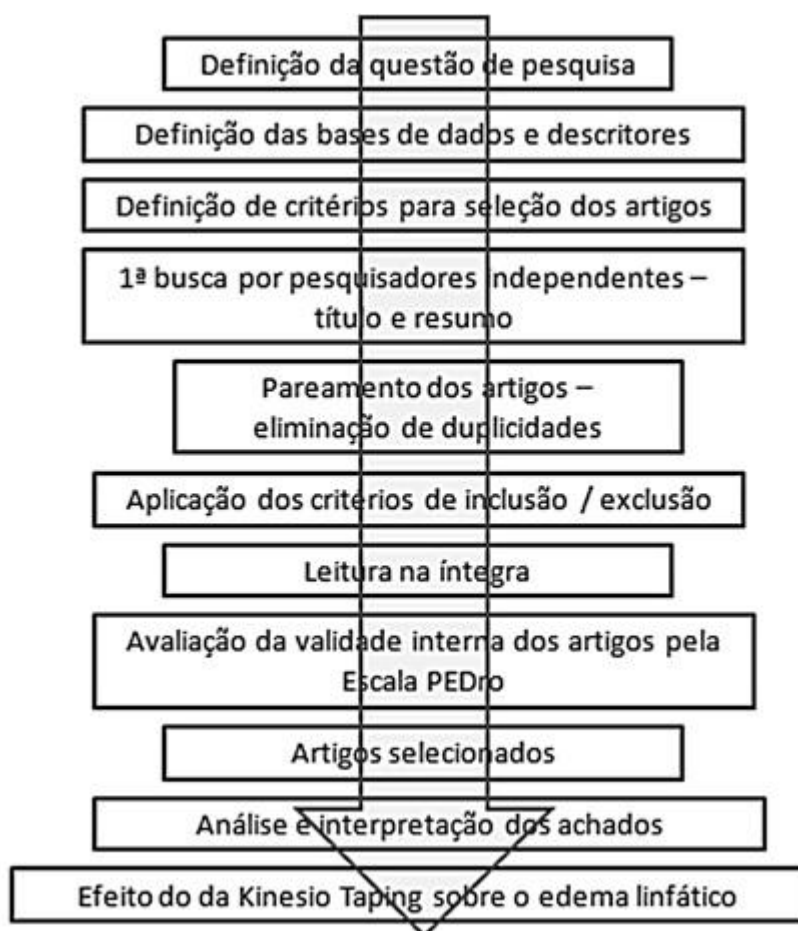 Definição da questão de pesquisa
Definição das bases de dados e descritores
Definição de critérios para seleção dos artigos
1ª busca por pesquisadores independentes –
título e resumo
Pareamento dos artigos –
eliminação de duplicidades
Aplicação dos critérios de inclusão / exclusão
Leitura na íntegra
Avaliação da validade interna dos artigos pela
Escala PEDro
Artigos selecionados
Análise e interpretação dos achados
Efeito do da Kinesio Taping sobre o edema linfático